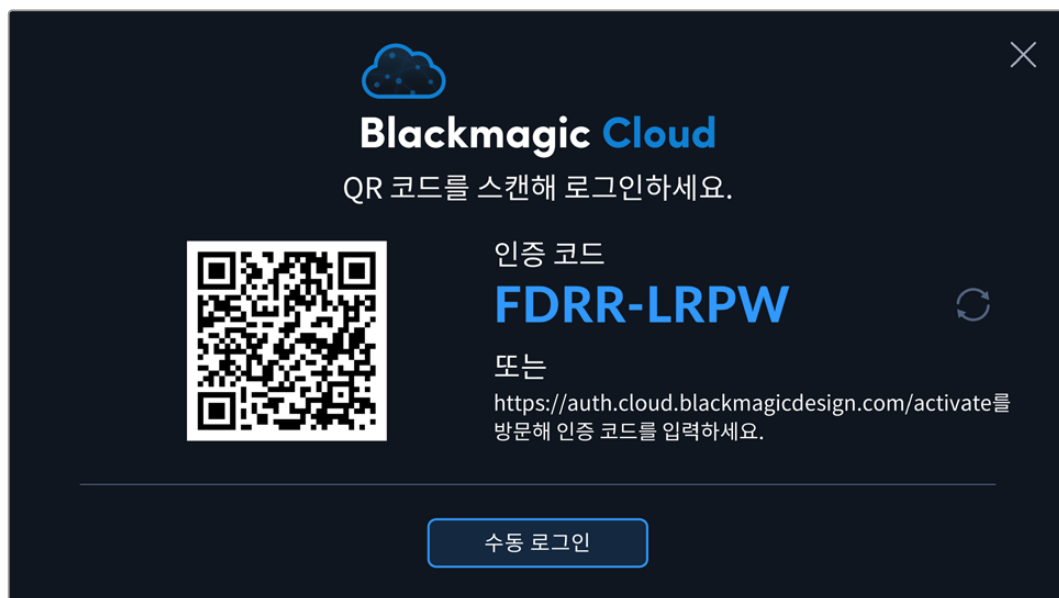 Blackmagic Cloud
QR 코드를 스캔해 로그인하세요.
인증 코드
FDRR-LRPW
또는
https://auth.cloud.blackmagicdesign.com/activate를
방문해 인증 코드를 입력하세요.
수동 로그인